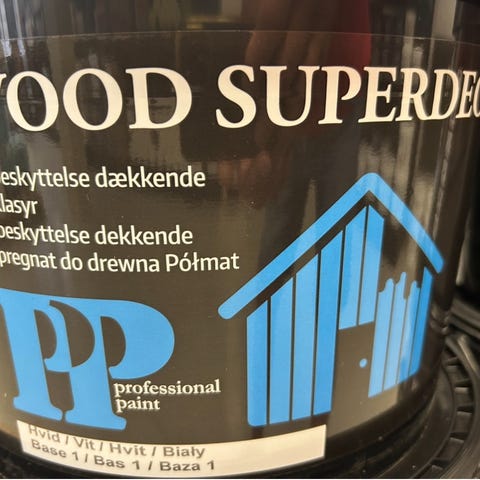 OOD SUPERDEC
eskyttelse dækkende
lasyr
beskyttelse dekkende
pregnat do drewna Półmat
PP
professional
paint
Hvid / Vit / Hvit / Biały
Base 1 / Bas 1 / Baza 1